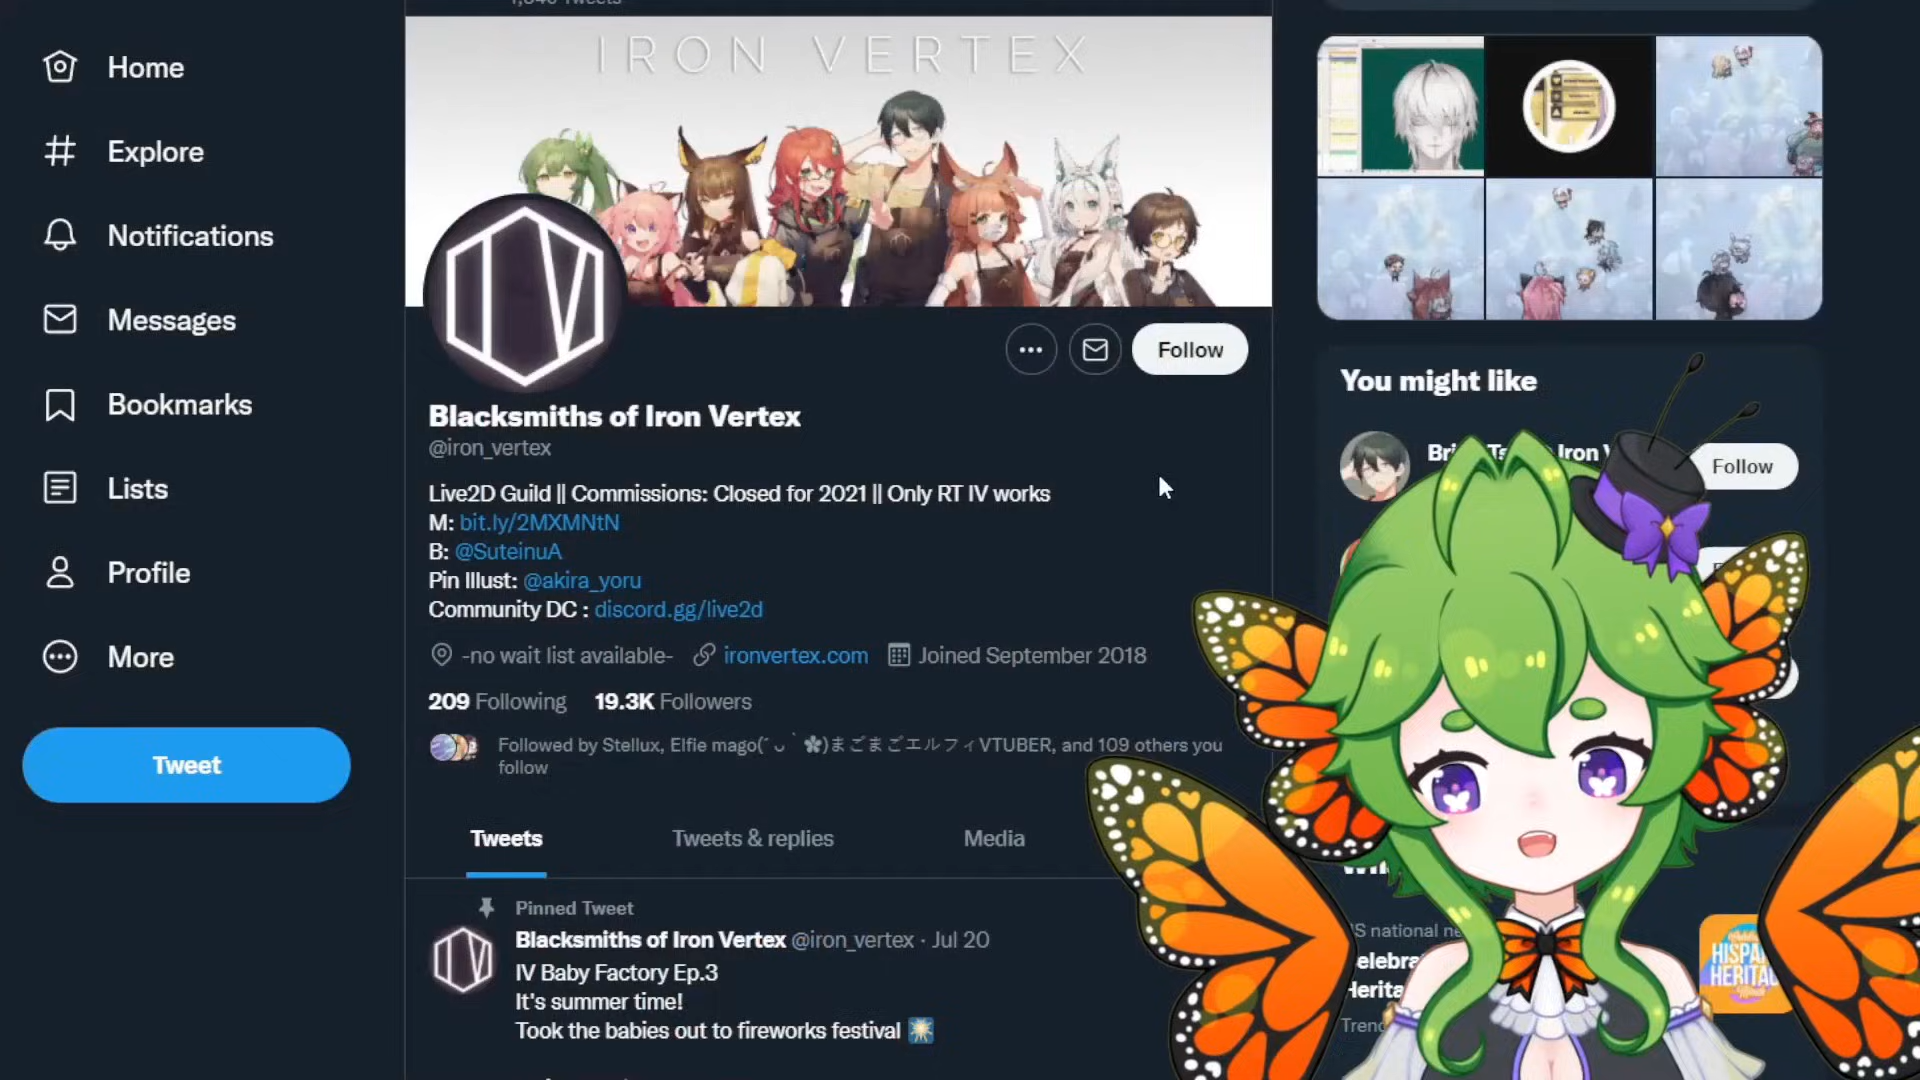 IRON VERTEX
Home
Explore
Notifications
Messages
Bookmarks
Lists
Profile
More
Tweet
Follow
Blacksmiths of Iron Vertex
@iron_vertex
Live2D Guild || Commissions: Closed for 2021 || Only RT IV works
M: bit.ly/2MXMNtN
B: @SuteinuA
Pin Illust: @akira_yoru
Community DC : discord.gg/live2d
-no wait list available- ironvertex.com Joined September 2018
209 Following 19.3K Followers
Followed by Stellux, Elfie mago(˘ ᴗ ˋ ✿)まごまごエルフィVTUBER, and 109 others you
follow
Tweets Tweets & replies Media
Pinned Tweet
Blacksmiths of Iron Vertex @iron_vertex · Jul 20
IV Baby Factory Ep.3
It's summer time!
Took the babies out to fireworks festival 🎆
You might like
Iron
Follow
national
HERITAG